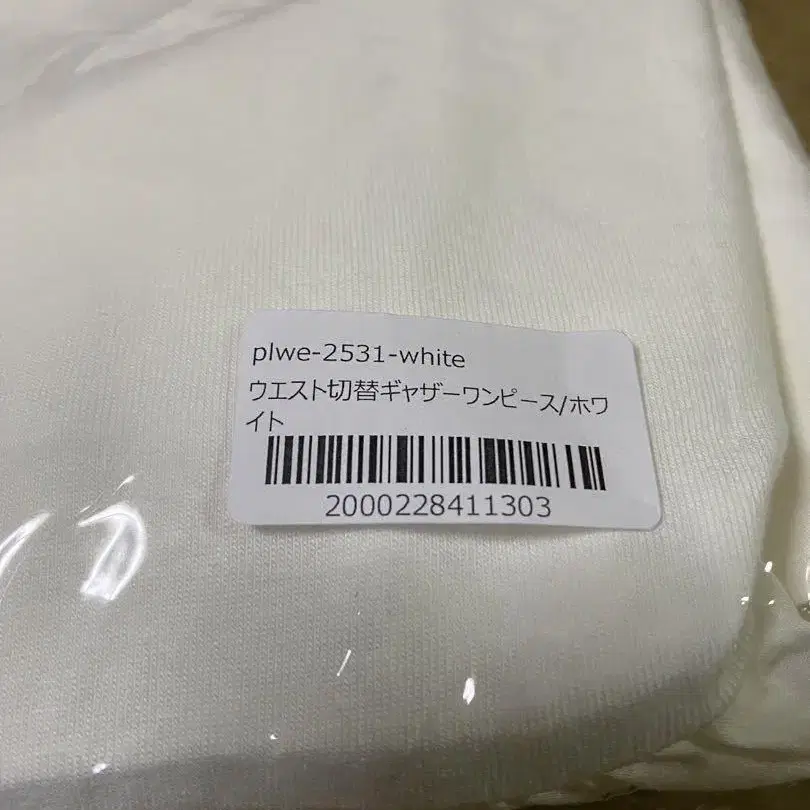 plwe-2531-white
ウエスト切替ギャザーワンピース/ホワ
イト
2000228411303